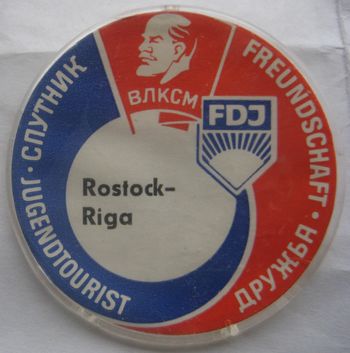 СПУТНИК · JUGENDTOURIST
FREUNDSCHAFT · ДРУЖБА
ВЛКСМ
FDJ
Rostock-
Riga